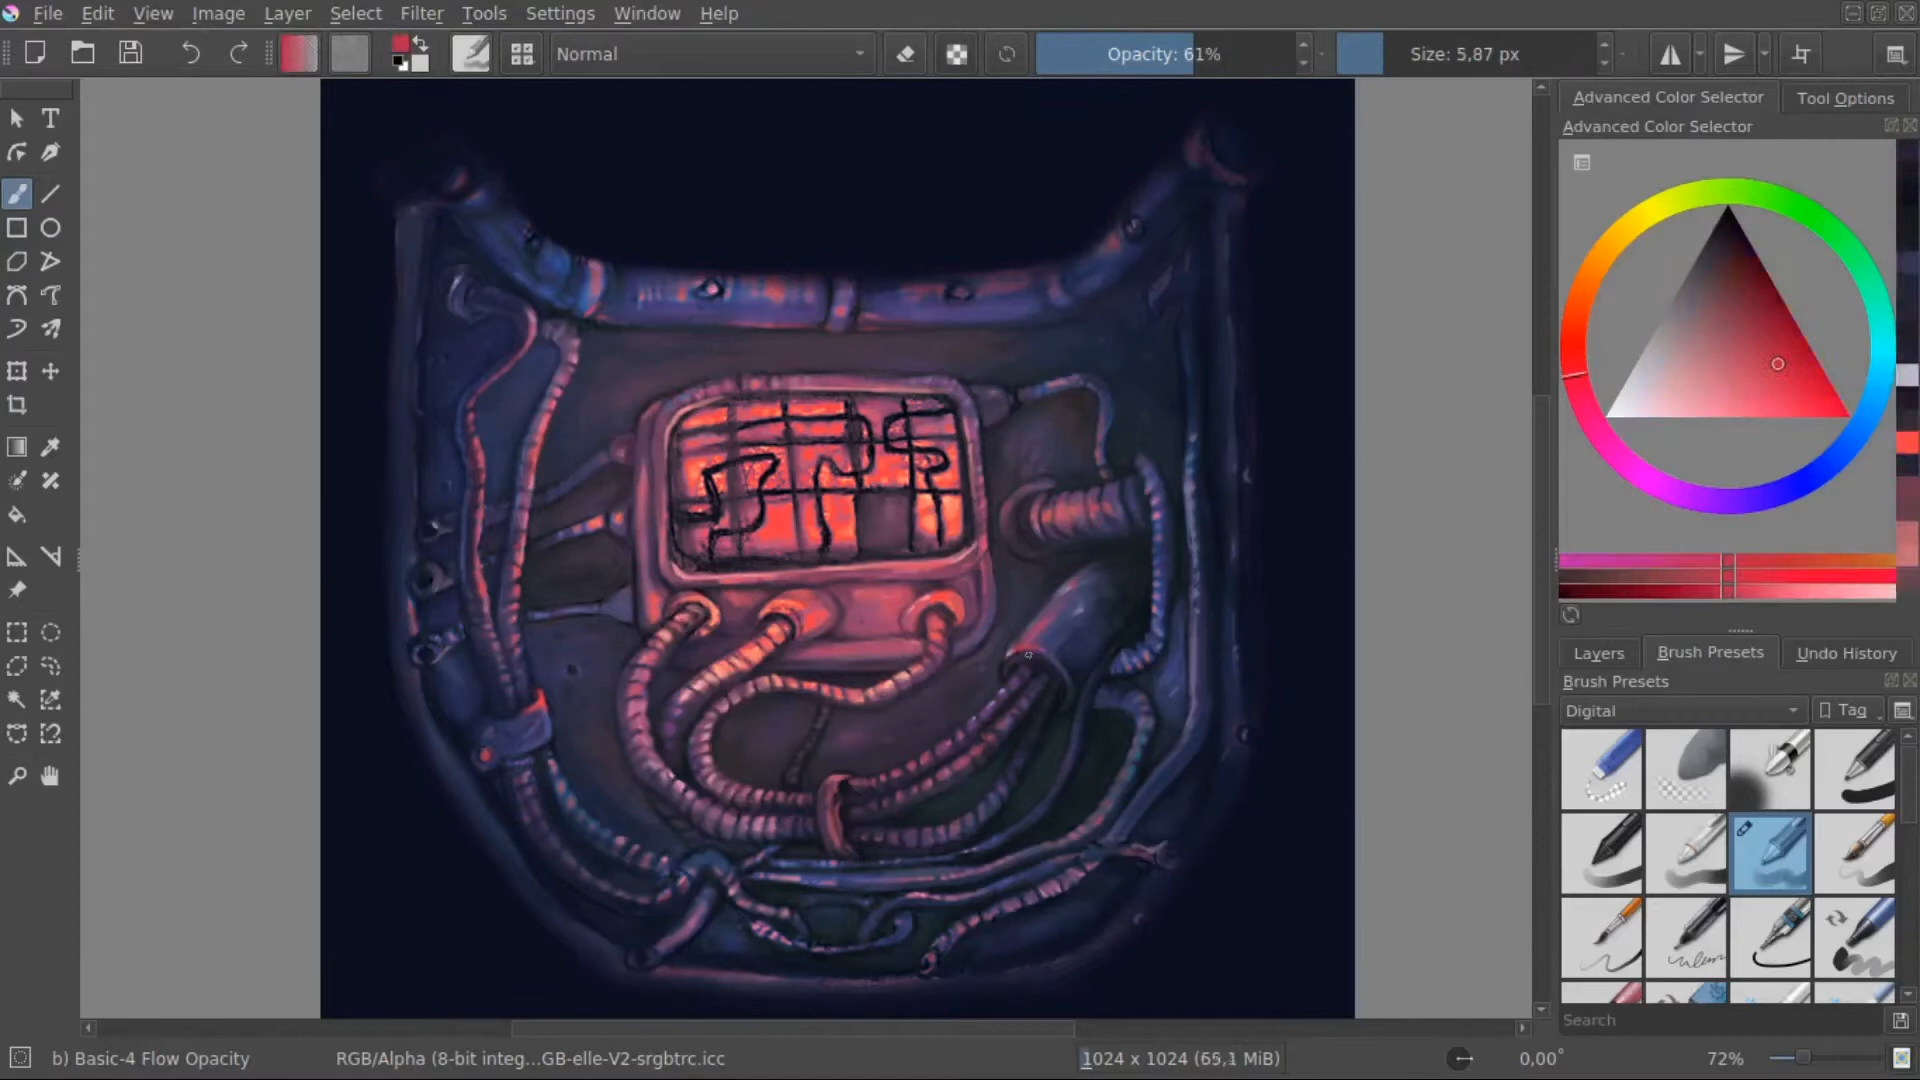 File Edit View Image Layer Select Filter Tools Settings Window Help
Normal Opacity: 61% Size: 5,87 px
Advanced Color Selector Tool Options
Advanced Color Selector
Layers Brush Presets Undo History
Brush Presets
Digital Tag
Search
b) Basic-4 Flow Opacity RGB/Alpha (8-bit integ...GB-elle-V2-srgbtrc.icc 1024 x 1024 (65,1 MiB) 0,00° 72%